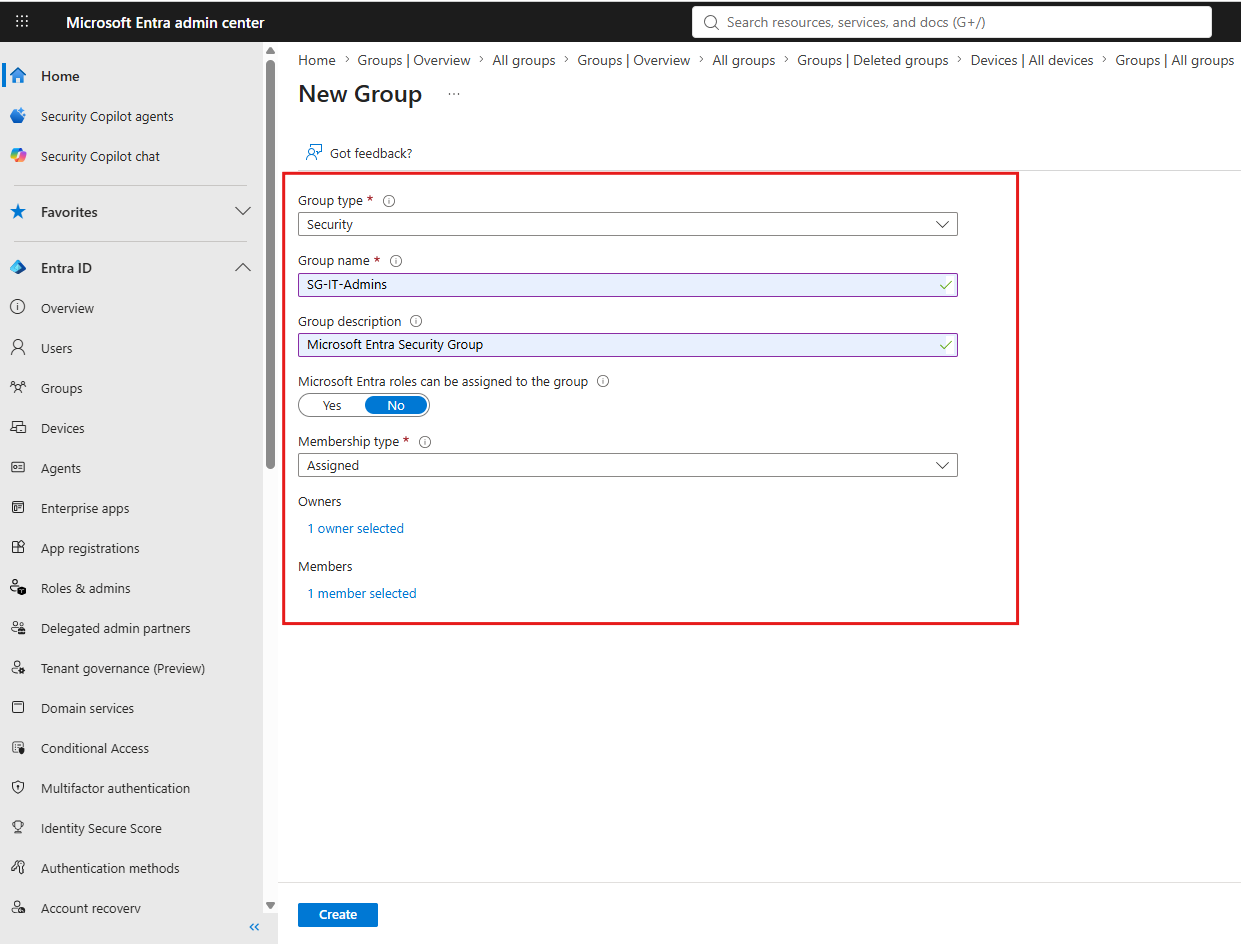 Microsoft Entra admin center
Search resources, services, and docs (G+/)
Home
Security Copilot agents
Security Copilot chat
Favorites
Entra ID
Overview
Users
Groups
Devices
Agents
Enterprise apps
App registrations
Roles & admins
Delegated admin partners
Tenant governance (Preview)
Domain services
Conditional Access
Multifactor authentication
Identity Secure Score
Authentication methods
Account recovery
Home > Groups | Overview > All groups > Groups | Overview > All groups > Groups | Deleted groups > Devices | All devices > Groups | All groups
New Group ...
Got feedback?
Group type *
Security
Group name *
SG-IT-Admins
Group description
Microsoft Entra Security Group
Microsoft Entra roles can be assigned to the group
Yes No
Membership type *
Assigned
Owners
1 owner selected
Members
1 member selected
Create